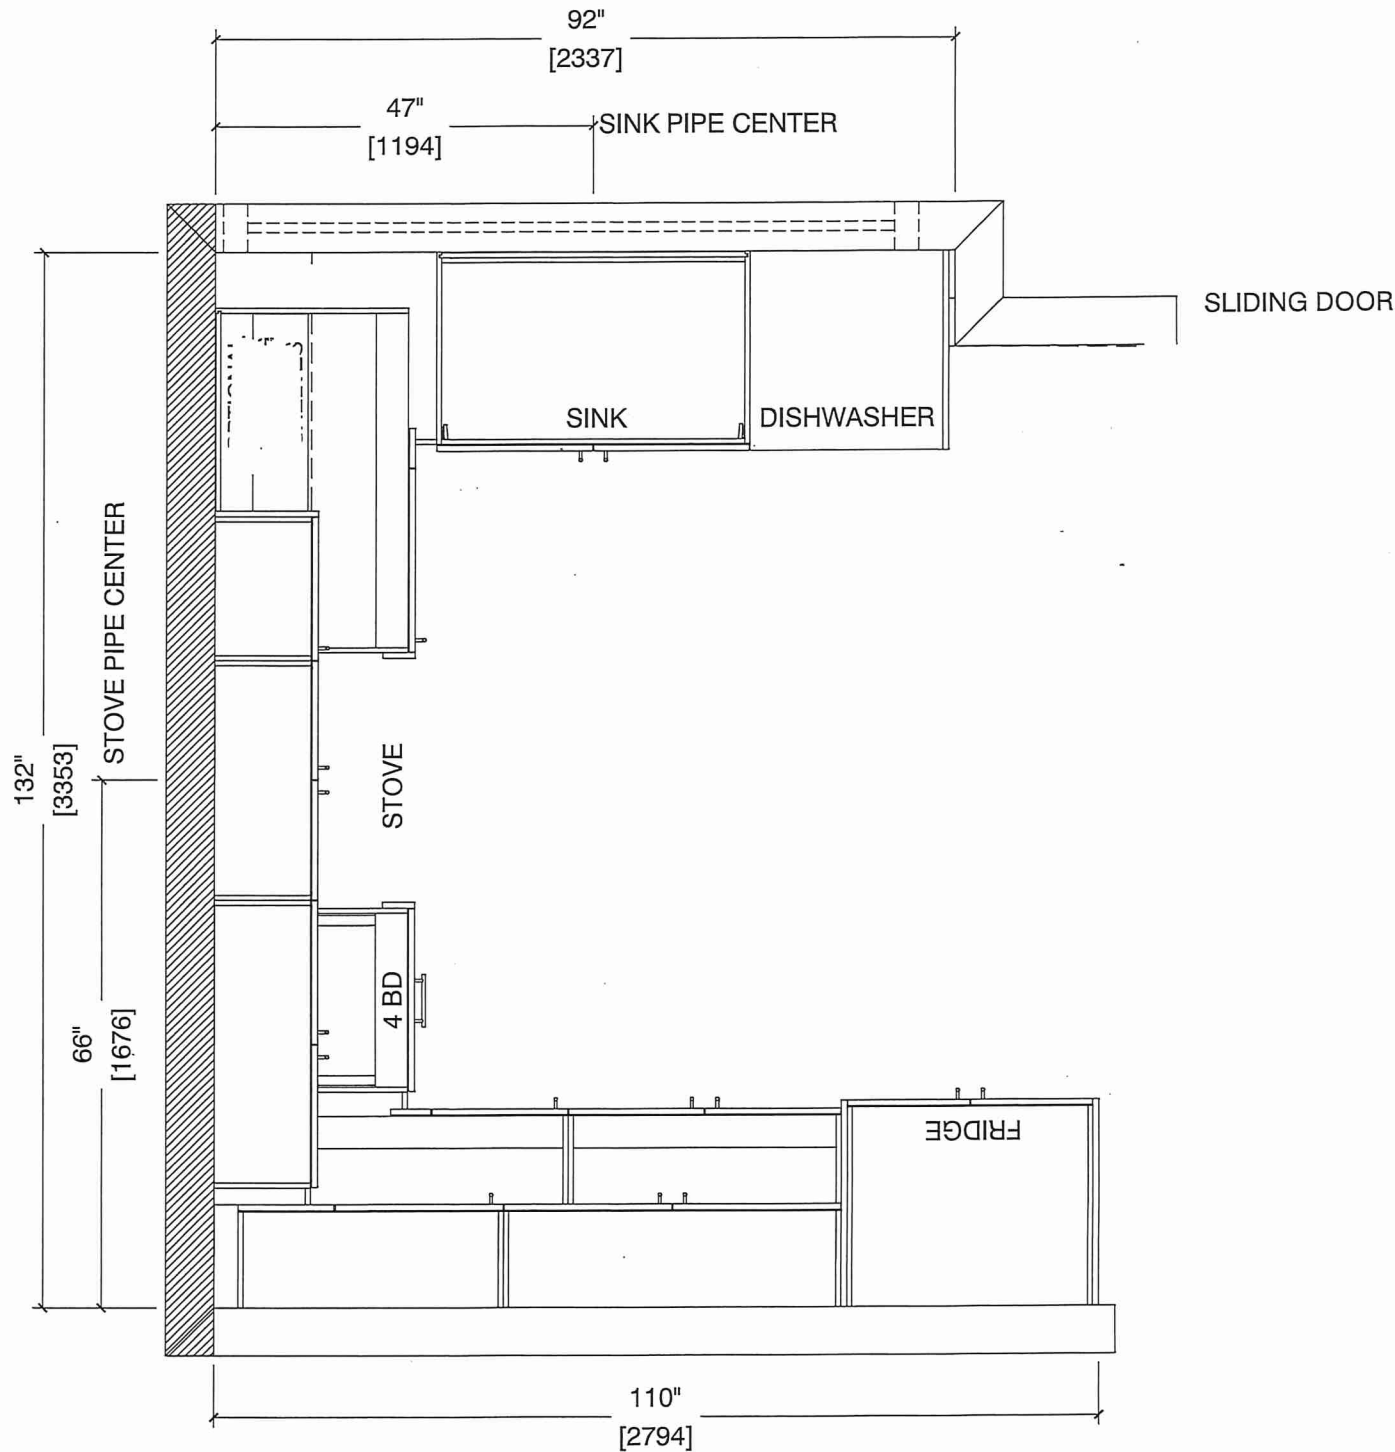 92"
[2337]
47"
[1194]
SINK PIPE CENTER
SLIDING DOOR
SINK
DISHWASHER
STOVE PIPE CENTER
132"
[3353]
STOVE
4 BD
66"
[1676]
FRIDGE
110"
[2794]